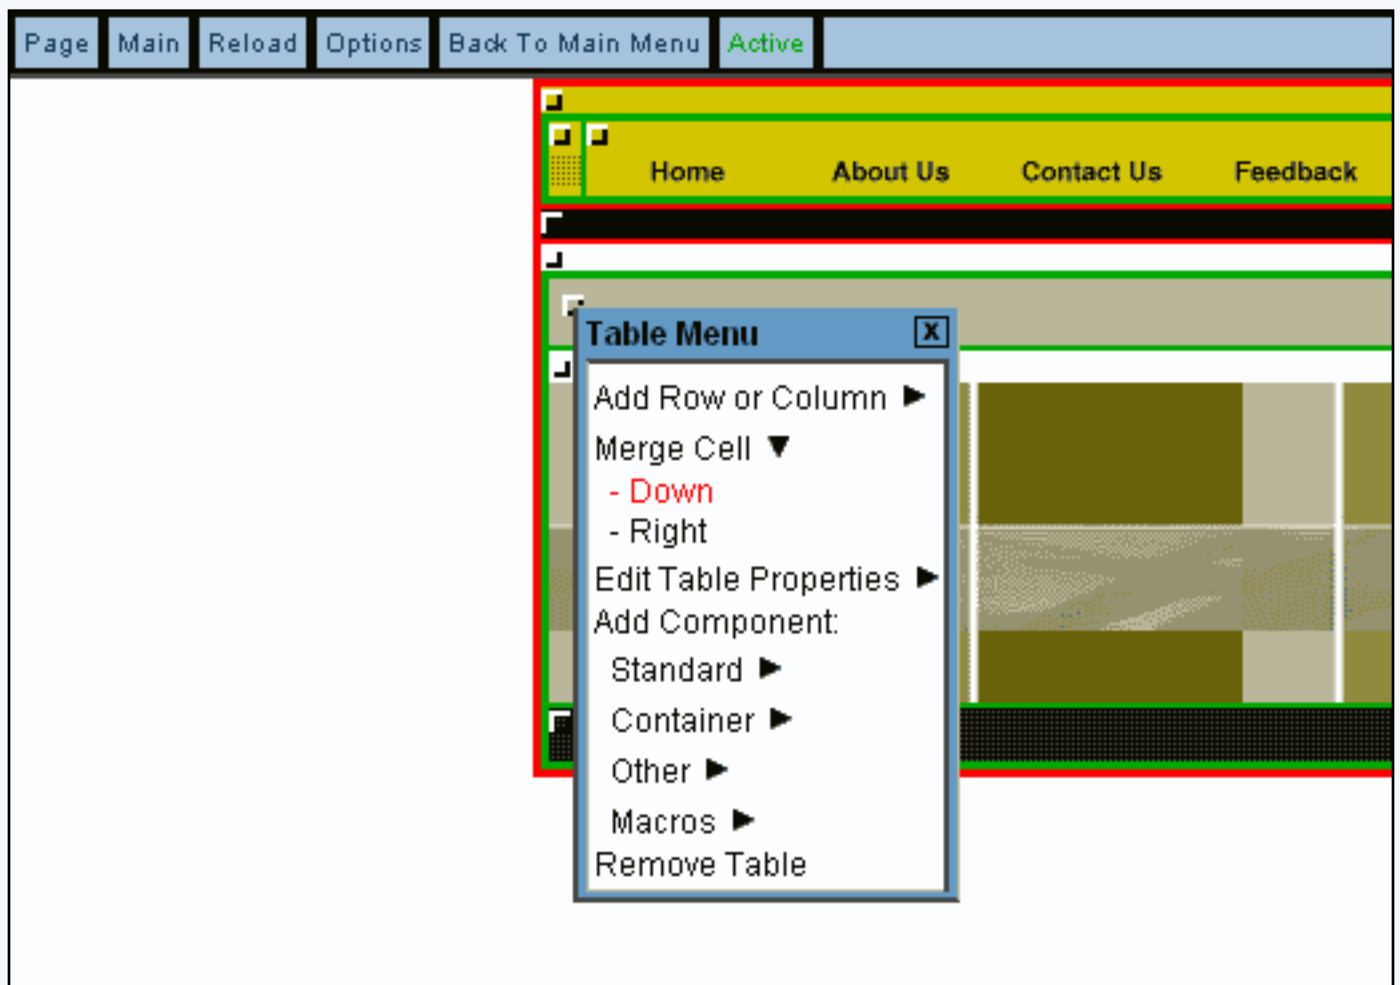 Page Main Reload Options Back To Main Menu Active
Home About Us Contact Us Feedback
Table Menu X
Add Row or Column ▶
Merge Cell ▼
- Down
- Right
Edit Table Properties ▶
Add Component:
Standard ▶
Container ▶
Other ▶
Macros ▶
Remove Table